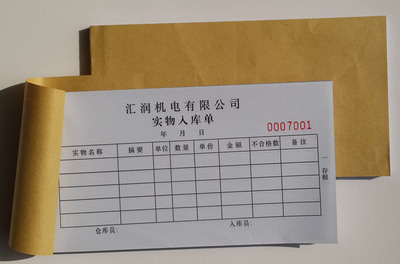 汇润机电有限公司
实物入库单
年 月 日
0007001
实物名称 摘要 单位 数量 单价 金额 不合格数 备注
一存根
仓库员: 入库员: